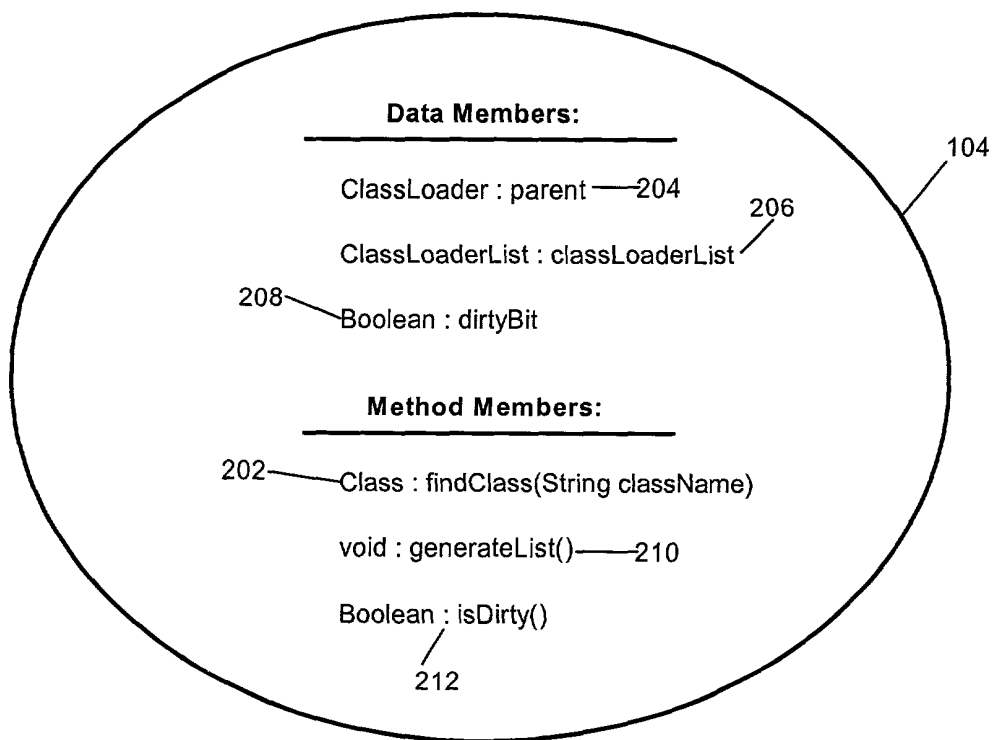 Data Members:
104
ClassLoader : parent 204
206
ClassLoaderList : classLoaderList
208
Boolean : dirtyBit
Method Members:
202
Class : findClass(String className)
void : generateList() 210
Boolean : isDirty()
212